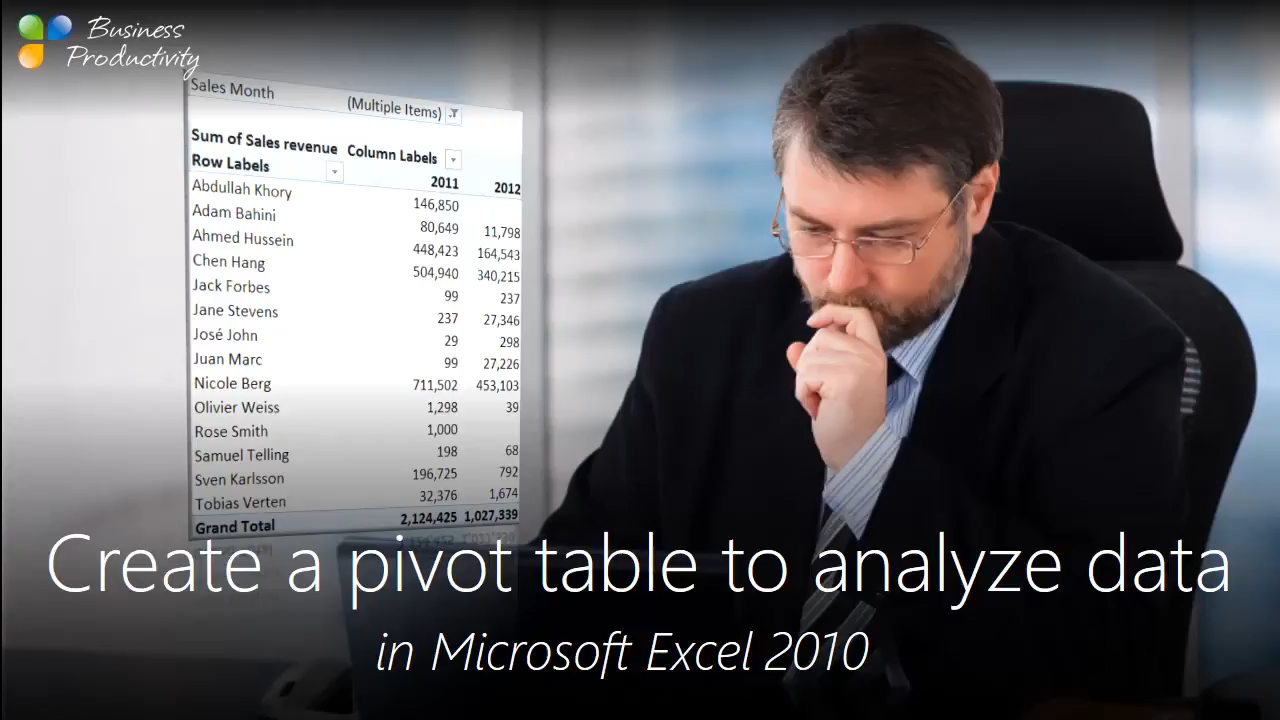 Business
Productivity
Sales Month (Multiple Items)
Sum of Sales revenue Column Labels
Row Labels 2011 2012
Abdullah Khory 146,850
Adam Bahini 80,649 11,798
Ahmed Hussein 448,423 164,543
Chen Hang 504,940 340,215
Jack Forbes 99 237
Jane Stevens 237 27,346
José John 29 298
Juan Marc 99 27,226
Nicole Berg 711,502 453,103
Olivier Weiss 1,298 39
Rose Smith 1,000
Samuel Telling 198 68
Sven Karlsson 196,725 792
Tobias Verten 32,376 1,674
Grand Total 2,124,425 1,027,339
Create a pivot table to analyze data
in Microsoft Excel 2010